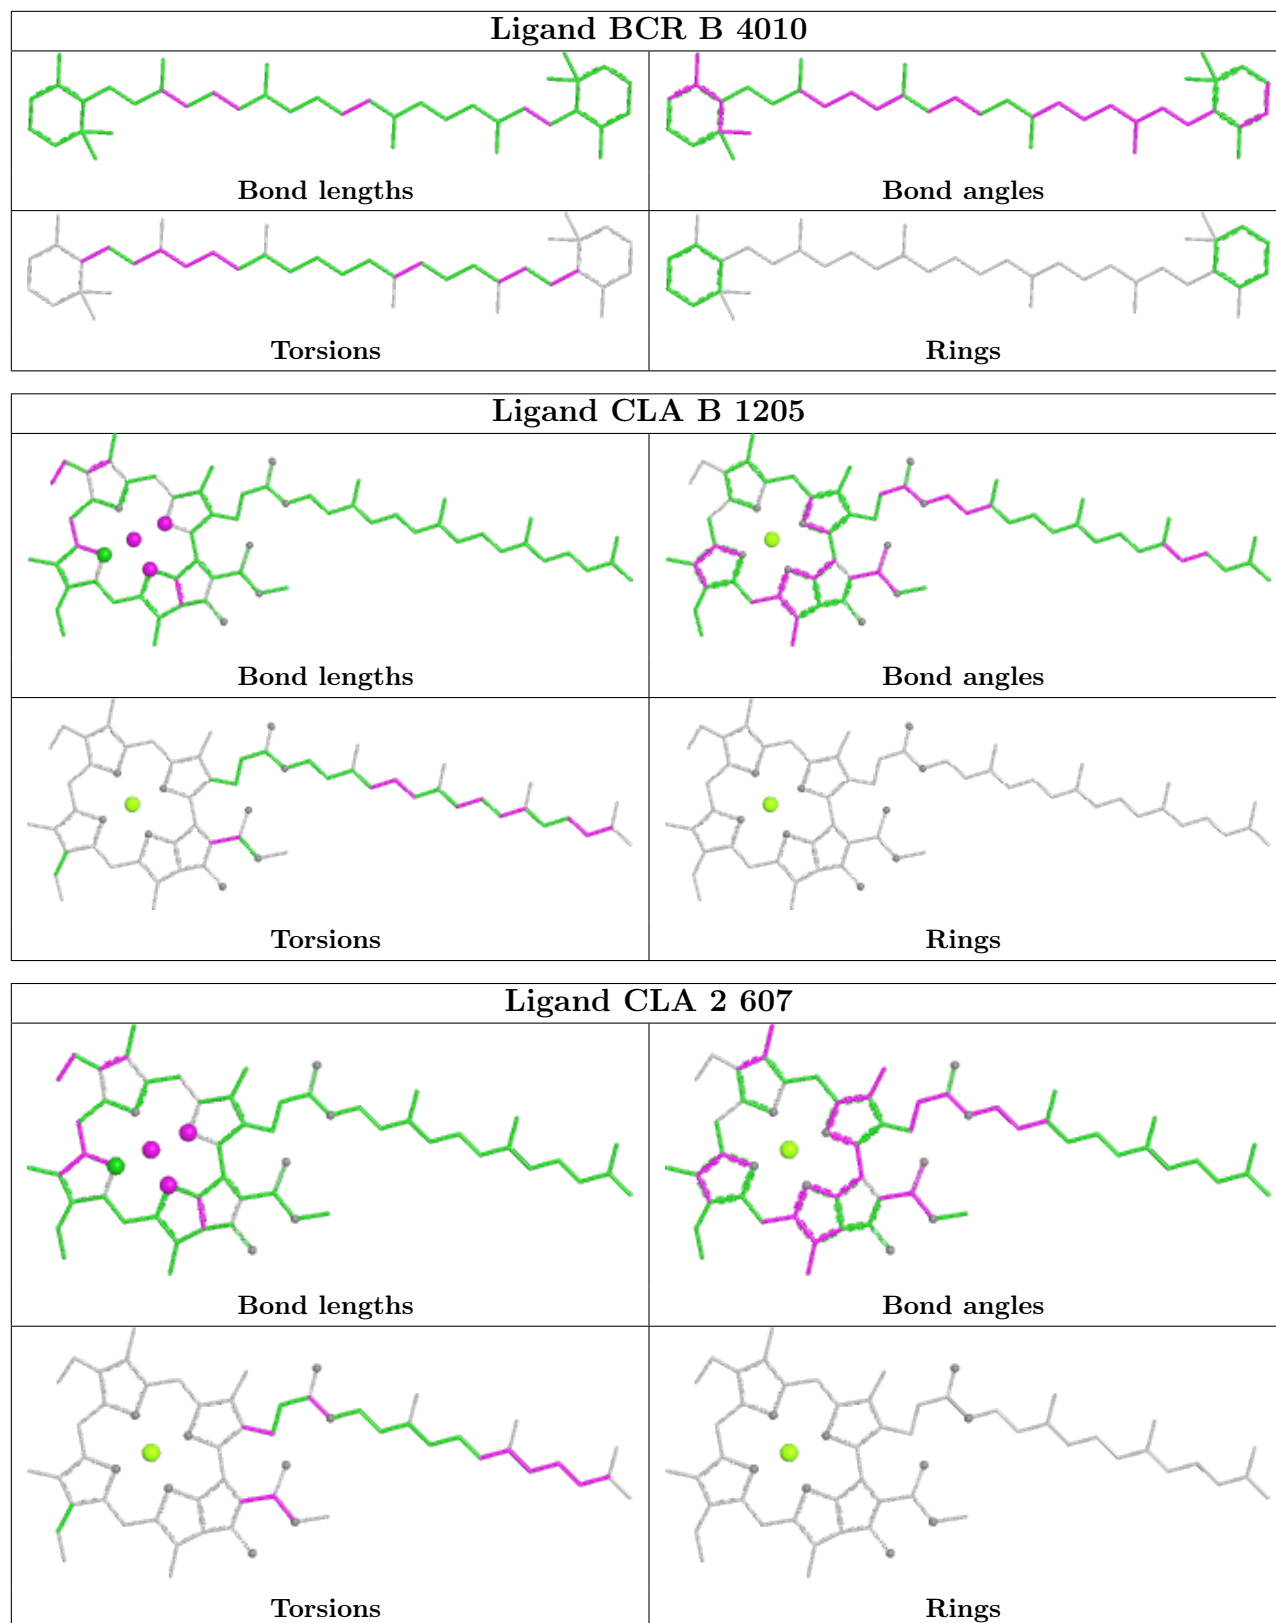 Ligand BCR B 4010
Bond lengths
Bond angles
Torsions
Rings
Ligand CLA B 1205
Bond lengths
Bond angles
Torsions
Rings
Ligand CLA 2 607
Bond lengths
Bond angles
Torsions
Rings